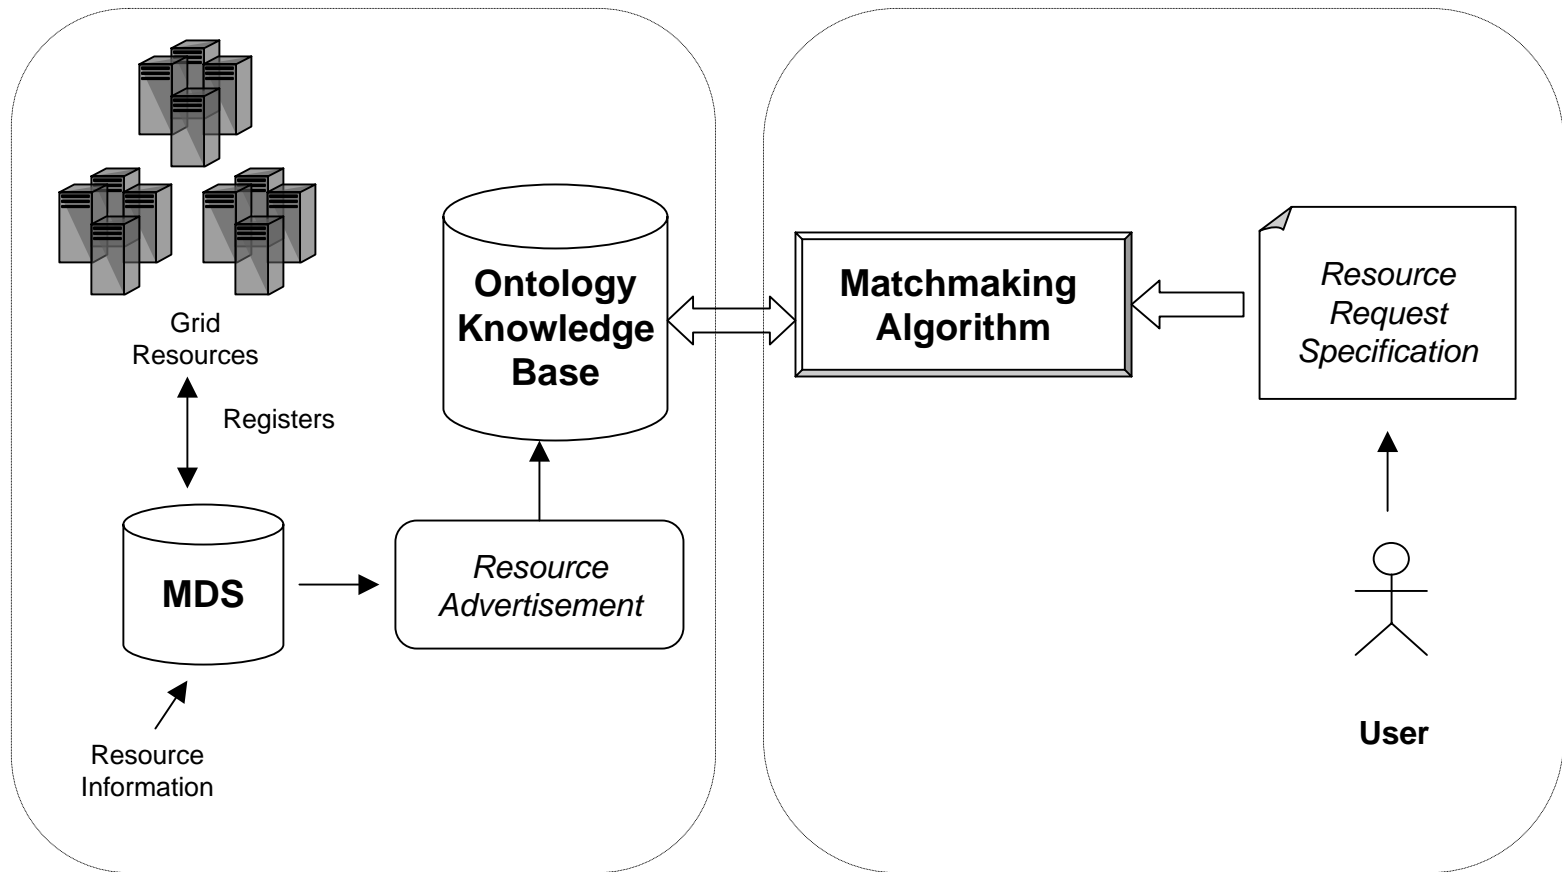 Grid
Resources
Registers
MDS
Resource
Information
Resource
Advertisement
Ontology
Knowledge
Base
Matchmaking
Algorithm
Resource
Request
Specification
User